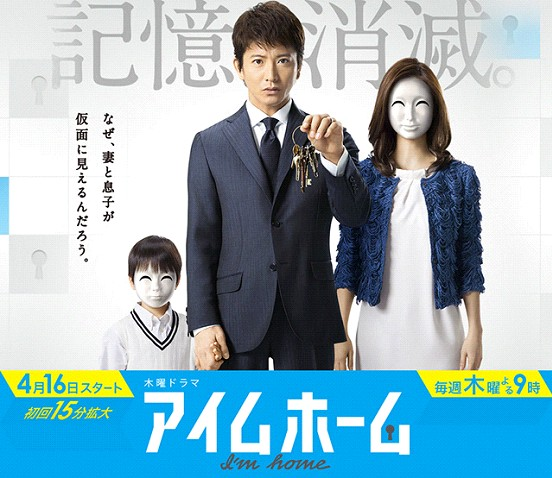 記憶消滅。
なぜ、妻と息子が
仮面に見えるんだろう。
4月16日スタート
初回15分拡大
木曜ドラマ
アイムホーム
I'm home
毎週木曜よる9時